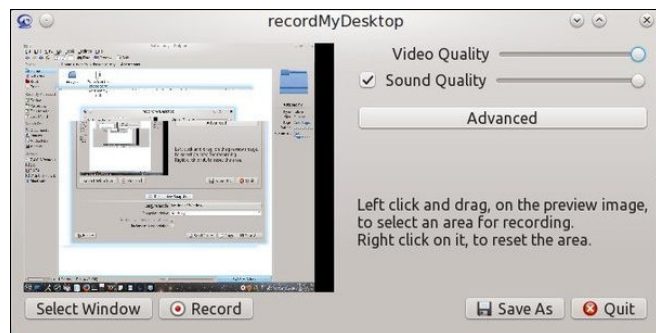 recordMyDesktop
Video Quality
Sound Quality
Advanced
Left click and drag, on the preview image,
to select an area for recording.
Right click on it, to reset the area.
Select Window
Record
Save As
Quit